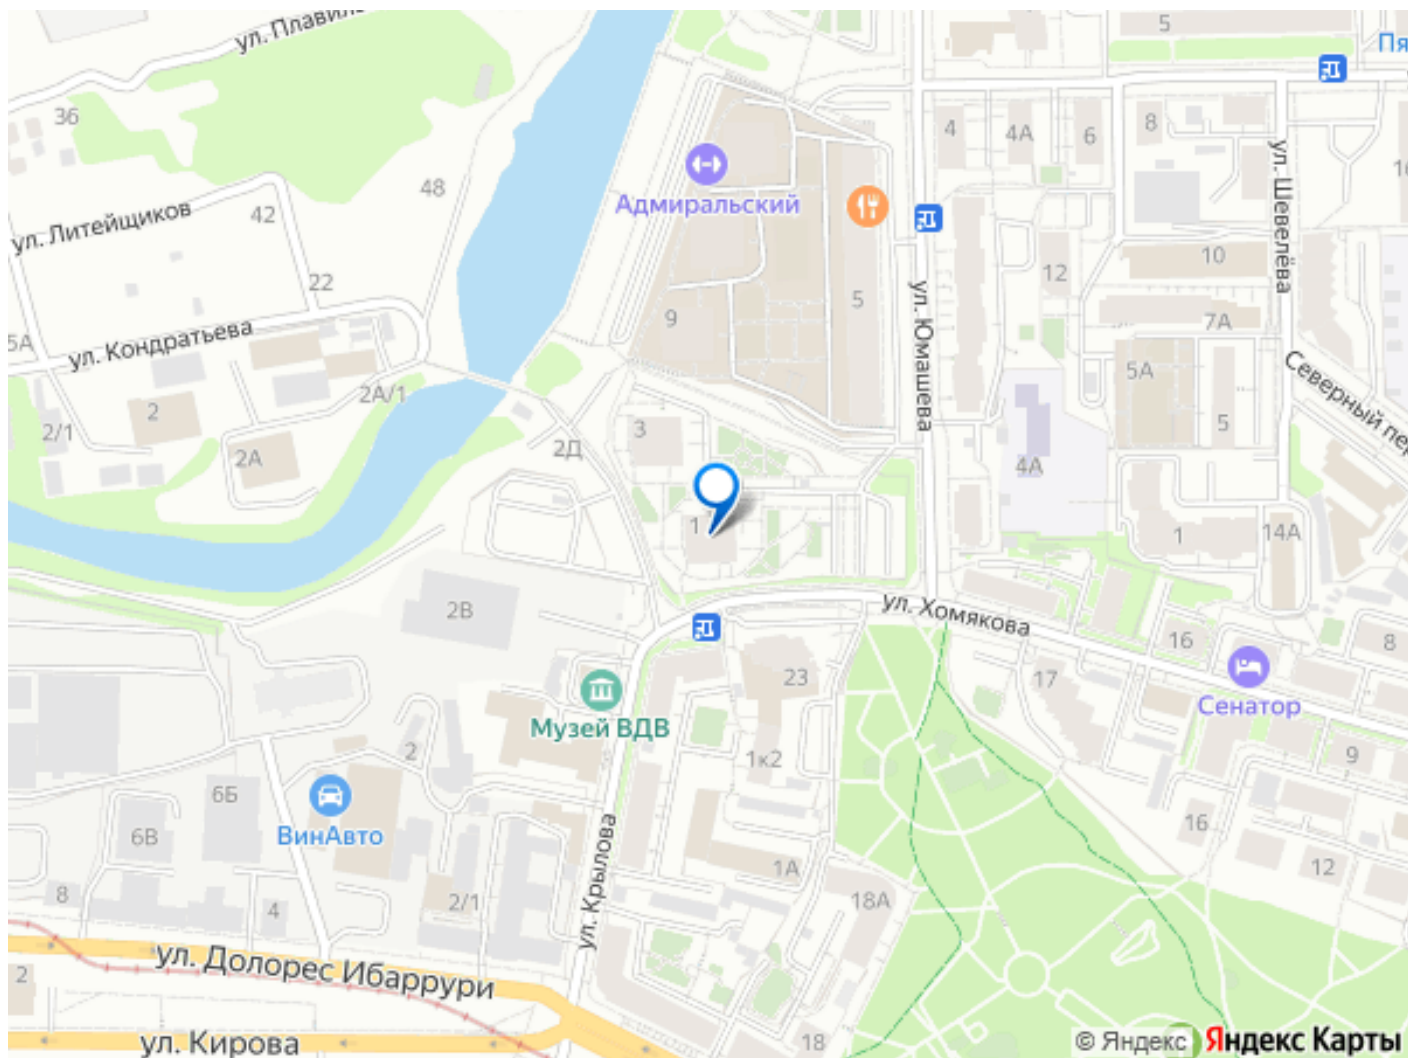 ул. Плавил
5
Пя
36
4
4А
6
8
16
ул. Шевелёва
48
Адмиральский
ул. Литейщиков
42
22
12
10
5
9
7А
ул. Юмашева
5А
ул. Кондратьева
2А/1
5А
Северный пер
2
2/1
3
5
2Д
2А
4А
1
1
14А
2В
ул. Хомякова
16
8
23
17
Сенатор
Музей ВДВ
2
1к2
9
6Б
ВинАвто
6В
16
ул. Крылова
1А
12
8
4
2/1
18А
ул. Долорес Ибаррури
2
18
ул. Кирова
© Яндекс Яндекс Карты